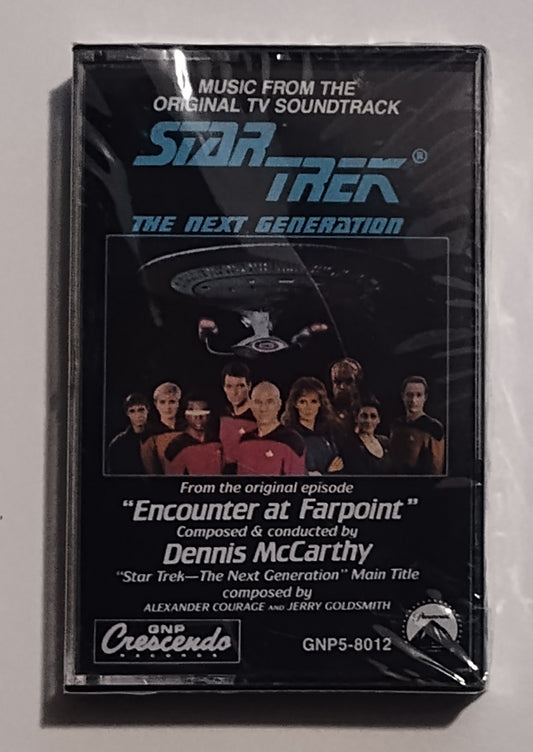 MUSIC FROM THE
ORIGINAL TV SOUNDTRACK
STAR
TREK®
THE NEXT GENERATION
From the original episode
"Encounter at Farpoint"
Composed & conducted by
Dennis McCarthy
"Star Trek—The Next Generation" Main Title
composed by
ALEXANDER COURAGE AND JERRY GOLDSMITH
GNP
Crescendo
RECORDS
GNP5-8012
Paramount